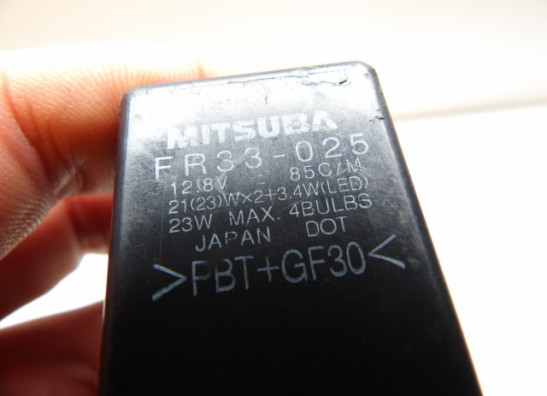 MITSUBA
FR33-025
12.8V - 85C/M
21(23)W×2+3.4W(LED)
23W MAX. 4BULBS
JAPAN DOT
>PBT+GF30<